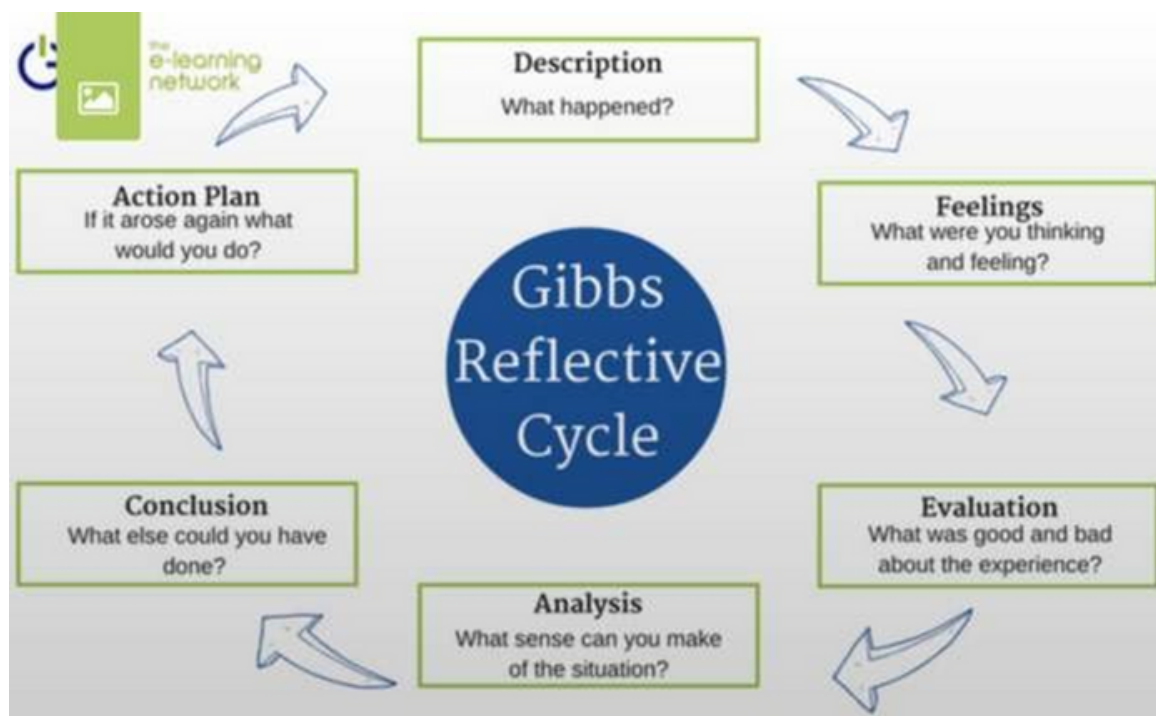 the
e-learning
network
Description
What happened?
Feelings
What were you thinking
and feeling?
Evaluation
What was good and bad
about the experience?
Analysis
What sense can you make
of the situation?
Conclusion
What else could you have
done?
Action Plan
If it arose again what
would you do?
Gibbs
Reflective
Cycle